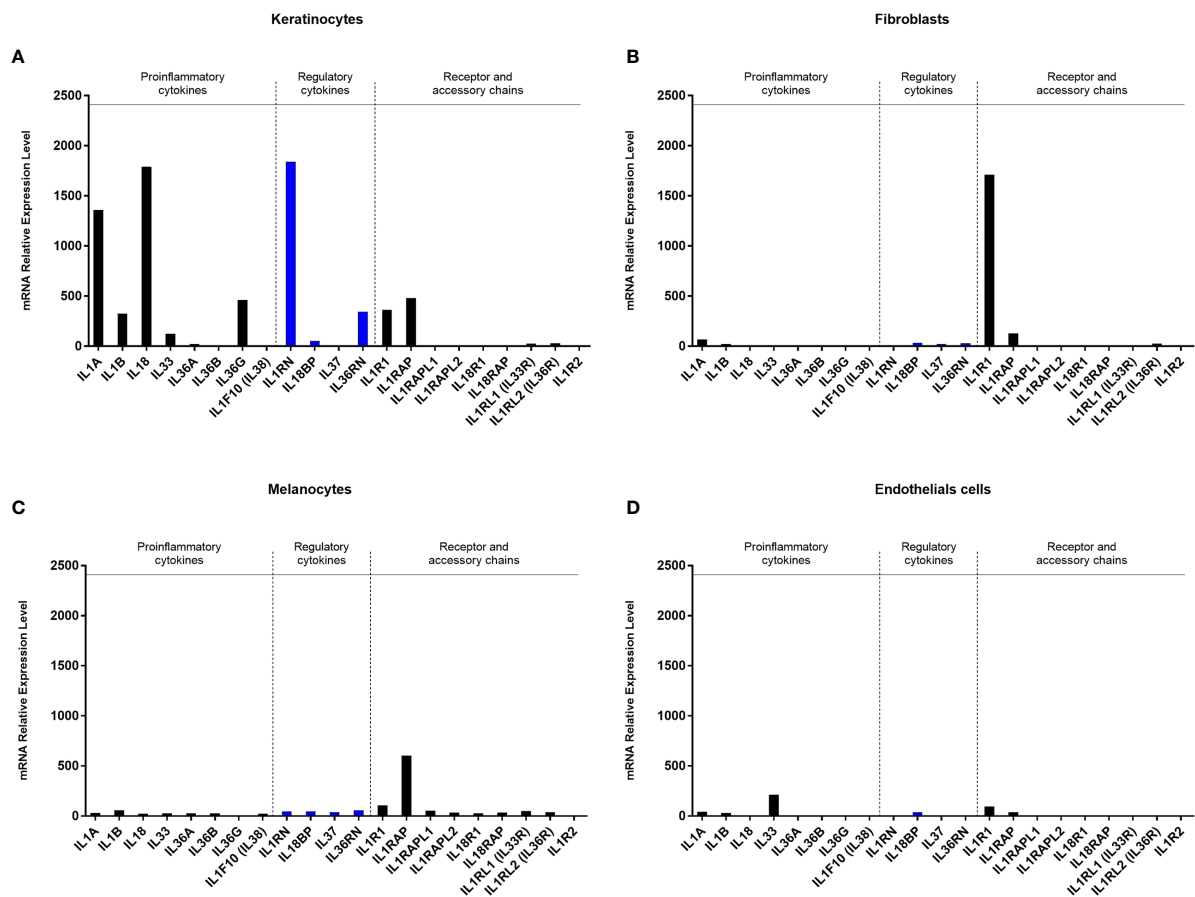 Keratinocytes
A
Proinflammatory
cytokines
Regulatory
cytokines
Receptor and
accessory chains
mRNA Relative Expression Level
2500
2000
1500
1000
500
0
IL1A
IL1B
IL18
IL33
IL36A
IL36B
IL36G
IL1F10 (IL38)
IL1RN
IL18BP
IL37
IL36RN
IL1R1
IL1RAP
IL1RAPL1
IL1RAPL2
IL18R1
IL18RAP
IL1RL1 (IL33R)
IL1RL2 (IL36R)
IL1R2
Fibroblasts
B
Proinflammatory
cytokines
Regulatory
cytokines
Receptor and
accessory chains
mRNA Relative Expression Level
2500
2000
1500
1000
500
0
IL1A
IL1B
IL18
IL33
IL36A
IL36B
IL36G
IL1F10 (IL38)
IL1RN
IL18BP
IL37
IL36RN
IL1R1
IL1RAP
IL1RAPL1
IL1RAPL2
IL18R1
IL18RAP
IL1RL1 (IL33R)
IL1RL2 (IL36R)
IL1R2
Melanocytes
C
Proinflammatory
cytokines
Regulatory
cytokines
Receptor and
accessory chains
mRNA Relative Expression Level
2500
2000
1500
1000
500
0
IL1A
IL1B
IL18
IL33
IL36A
IL36B
IL36G
IL1F10 (IL38)
IL1RN
IL18BP
IL37
IL36RN
IL1R1
IL1RAP
IL1RAPL1
IL1RAPL2
IL18R1
IL18RAP
IL1RL1 (IL33R)
IL1RL2 (IL36R)
IL1R2
Endothelials cells
D
Proinflammatory
cytokines
Regulatory
cytokines
Receptor and
accessory chains
mRNA Relative Expression Level
2500
2000
1500
1000
500
0
IL1A
IL1B
IL18
IL33
IL36A
IL36B
IL36G
IL1F10 (IL38)
IL1RN
IL18BP
IL37
IL36RN
IL1R1
IL1RAP
IL1RAPL1
IL1RAPL2
IL18R1
IL18RAP
IL1RL1 (IL33R)
IL1RL2 (IL36R)
IL1R2